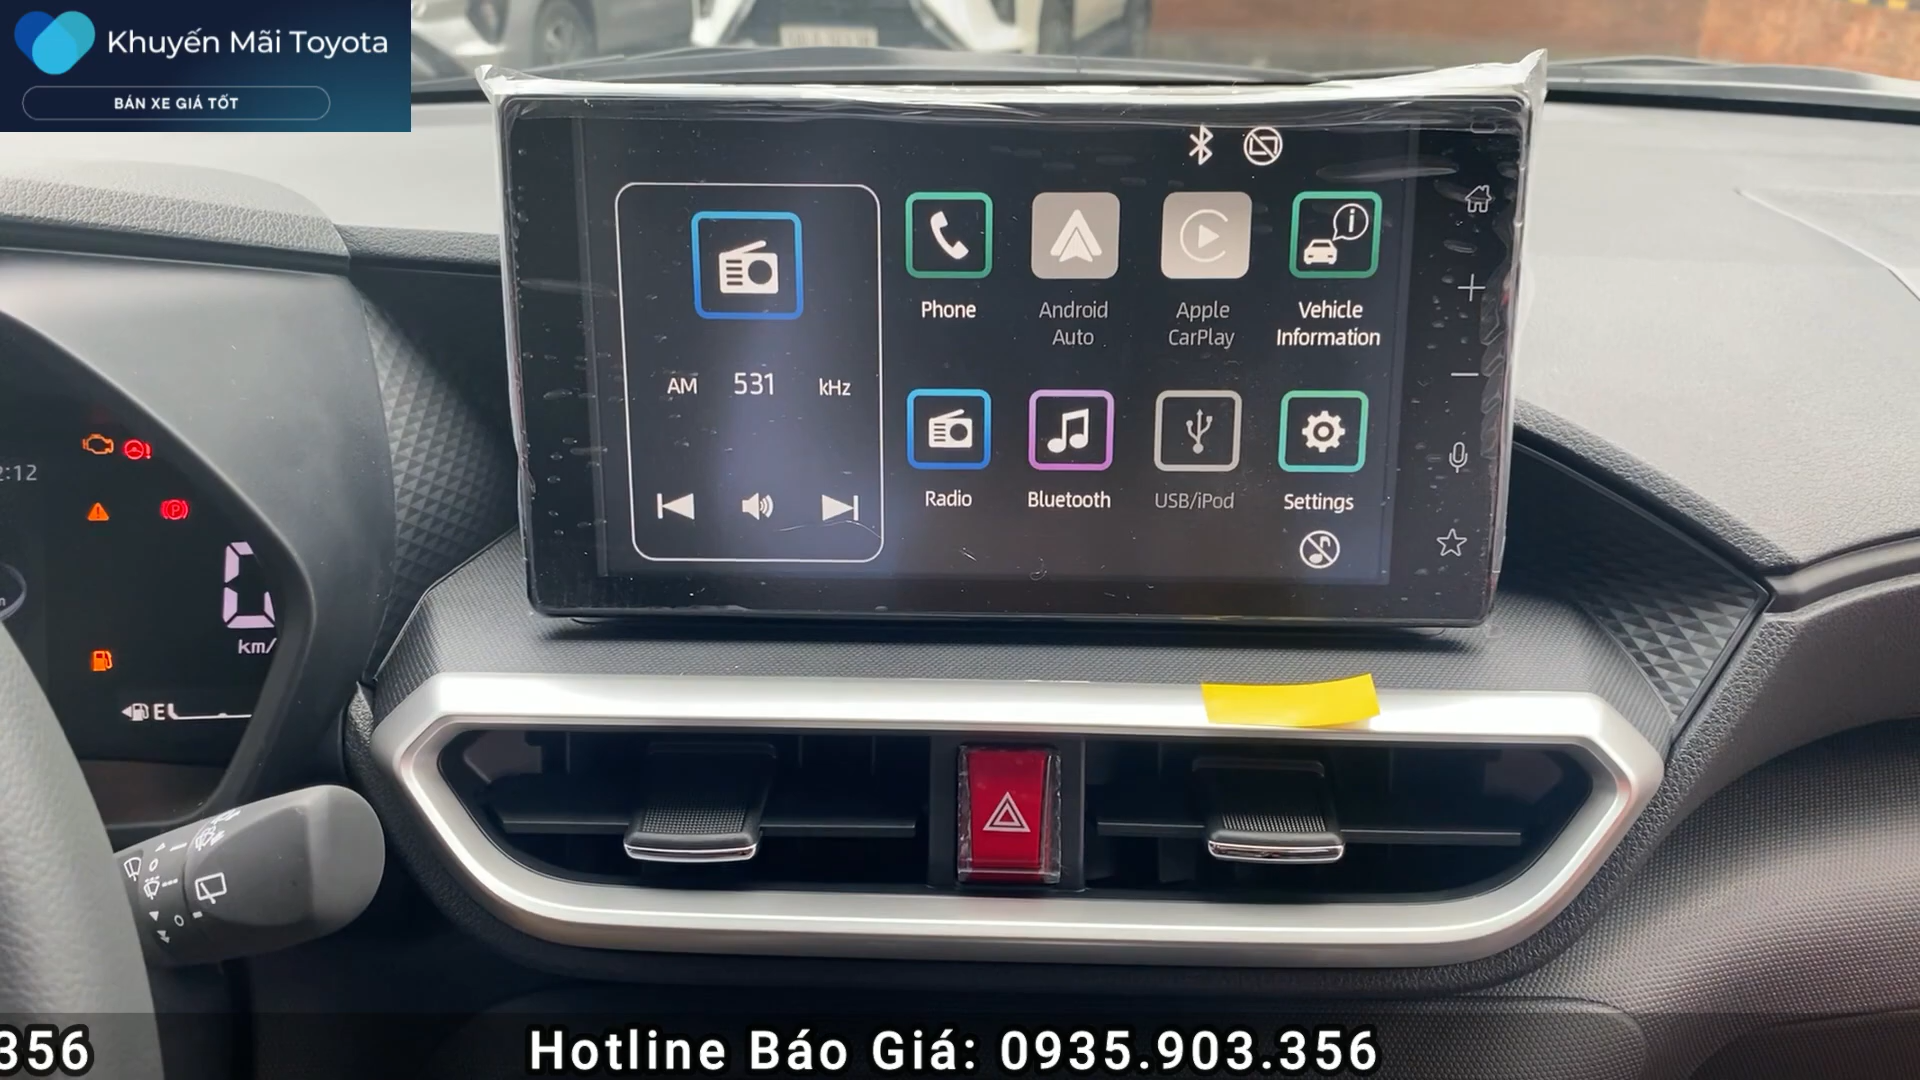 Khuyến Mãi Toyota
BÁN XE GIÁ TỐT
Phone
Android
Auto
Apple
CarPlay
Vehicle
Information
AM 531 kHz
Radio
Bluetooth
USB/iPod
Settings
:12
km/
E
356
Hotline Báo Giá: 0935.903.356